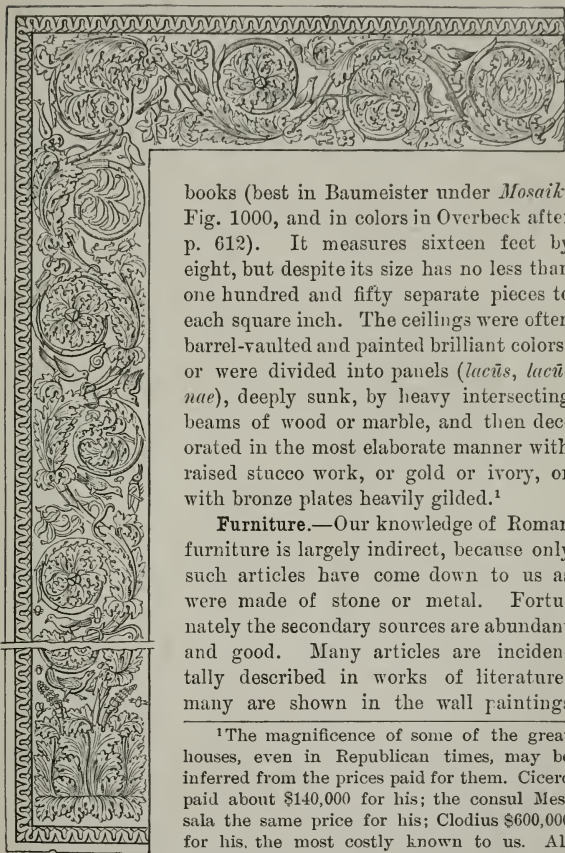 books (best in Baumeister under Mosaik
Fig. 1000, and in colors in Overbeck afte
p. 612). It measures sixteen feet by
eight, but despite its size has no less than
one hundred and fifty separate pieces t
each square inch. The ceilings were often
barrel-vaulted and painted brilliant colors
or were divided into panels (lacūs, lacū
nae), deeply sunk, by heavy intersecting
beams of wood or marble, and then dec
orated in the most elaborate manner with
raised stucco work, or gold or ivory, or
with bronze plates heavily gilded.¹
Furniture.—Our knowledge of Roman
furniture is largely indirect, because only
such articles have come down to us as
were made of stone or metal. Fortu
nately the secondary sources are abundan
and good. Many articles are inciden
tally described in works of literature
many are shown in the wall paintings
¹The magnificence of some of the grea
houses, even in Republican times, may be
inferred from the prices paid for them. Cicero
paid about $140,000 for his; the consul Mes
sala the same price for his; Clodius $600,000
for his, the most costly known to us. Al